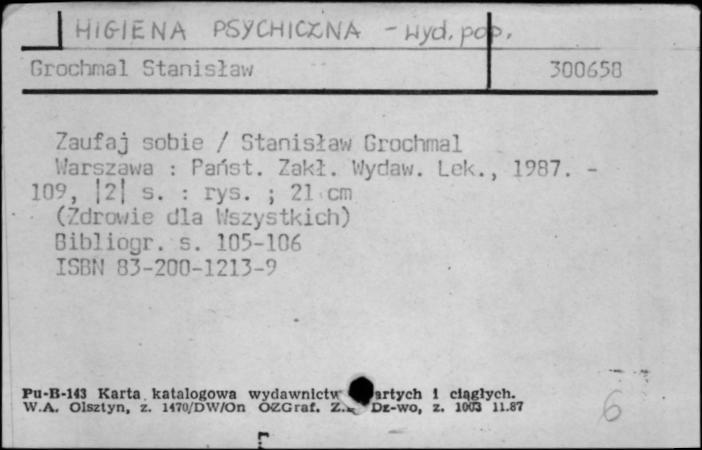 HIGIENA PSYCHICZNA - wyd. pop.
Grochmal Stanisław 300658
Zaufaj sobie / Stanisław Grochmal
Warszawa : Państ. Zakł. Wydaw. Lek., 1987. -
109, |2| s. : rys. ; 21 cm
(Zdrowie dla Wszystkich)
Bibliogr. s. 105-106
ISBN 83-200-1213-9
Pu-B-143 Karta katalogowa wydawnictw i ciągłych.
W.A. Olsztyn, z. 1470/DW/On OZGraf. Dz-wo, z. 1003 11.87
6